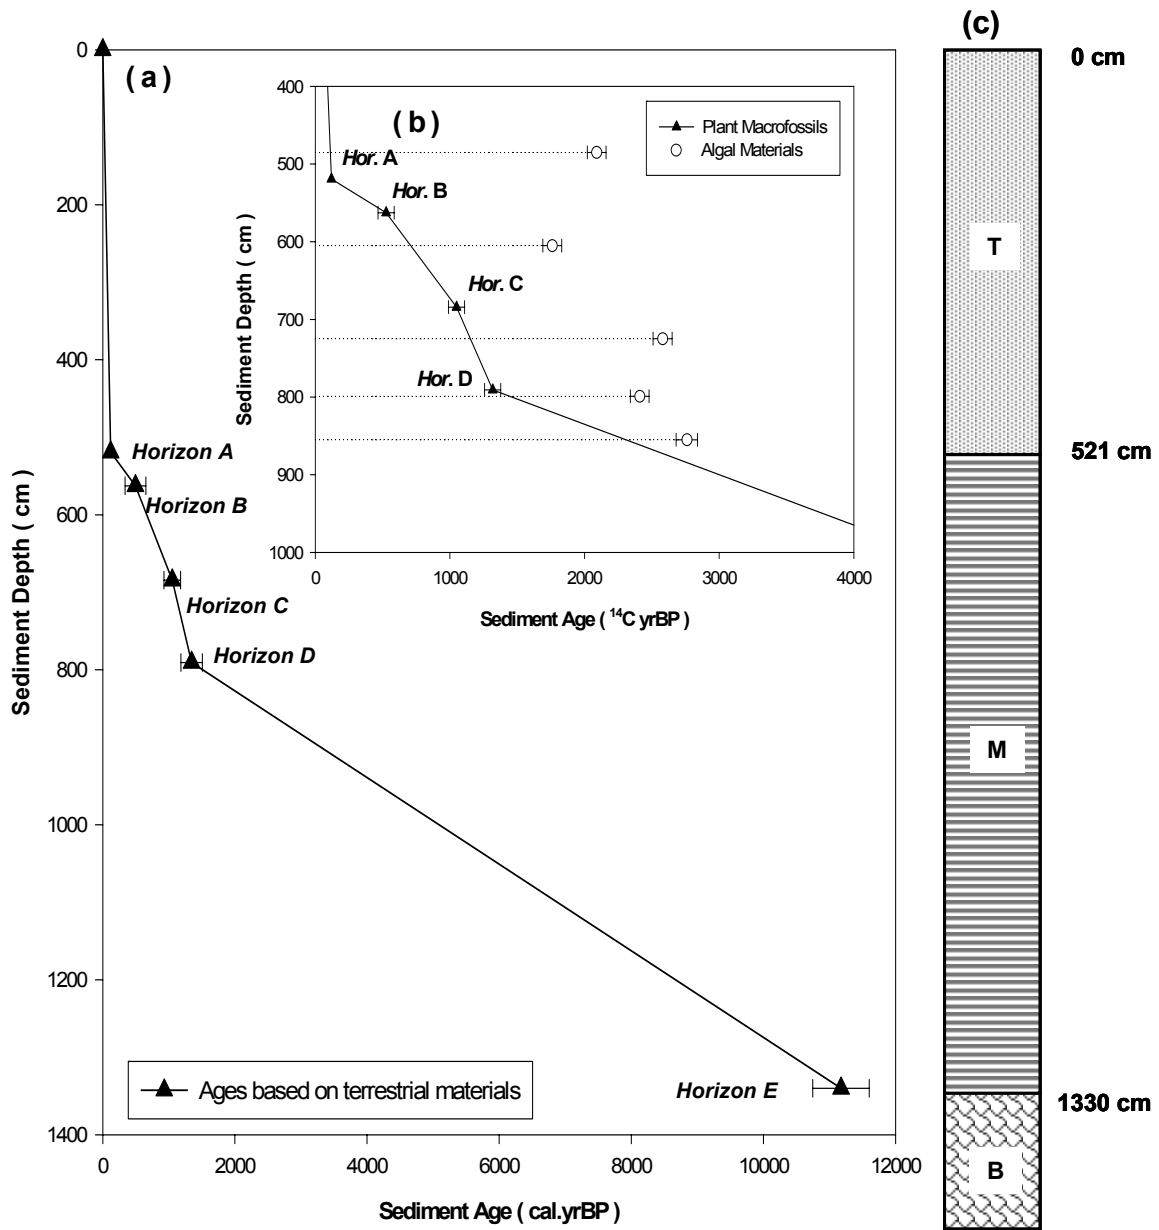 (a)
0
200
400
600
800
1000
1200
1400
Sediment Depth ( cm )
0
2000
4000
6000
8000
10000
12000
Sediment Age ( cal.yrBP )
Horizon A
Horizon B
Horizon C
Horizon D
Horizon E
Ages based on terrestrial materials
( b )
400
500
600
700
800
900
1000
Sediment Depth ( cm )
0
1000
2000
3000
4000
Sediment Age ( ¹⁴C yrBP )
Hor. A
Hor. B
Hor. C
Hor. D
Plant Macrofossils
Algal Materials
(c)
0 cm
T
521 cm
M
1330 cm
B